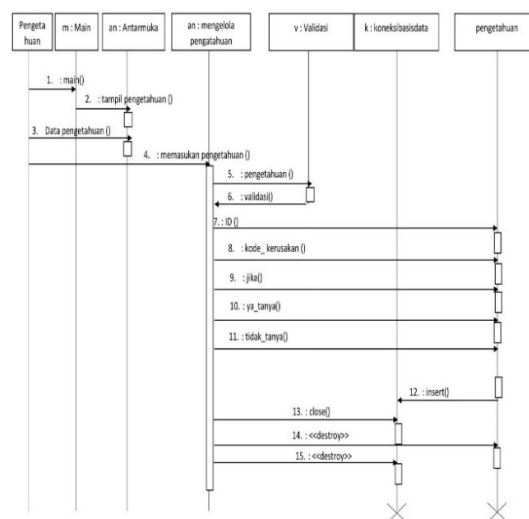 Pengeta
huan
m : Main
an : Antarmuka
an : mengelola
pengatahuan
v : Validasi
k : koneksibasisdata
pengetahuan
1. : main()
2. : tampil pengetahuan ()
3. Data pengetahuan ()
4. : memasukan pengetahuan ()
5. : pengetahuan ()
6. : validasi()
7. : ID ()
8. : kode_ kerusakan ()
9. : jika()
10. : ya_tanya()
11. : tidak_tanya()
12. : insert()
13. : close()
14. : <<destroy>>
15. : <<destroy>>